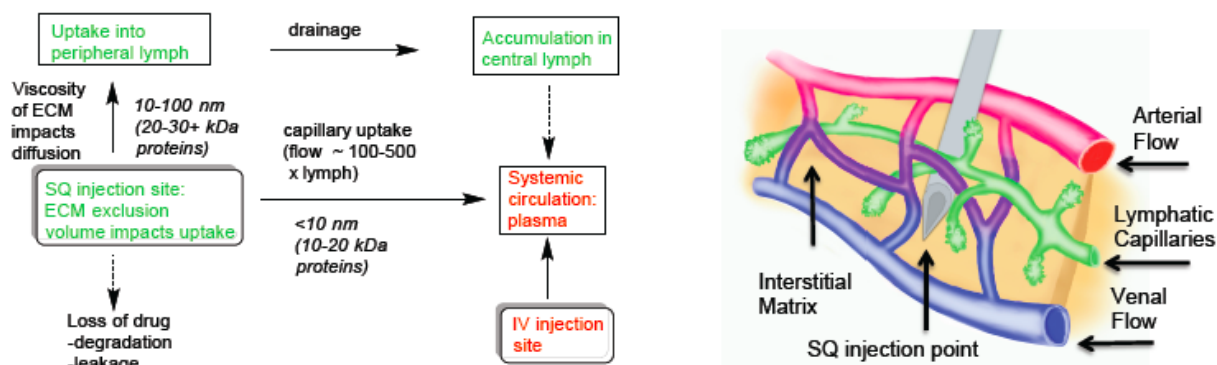 Uptake into
peripheral lymph
drainage
Accumulation in
central lymph
Viscosity
of ECM
impacts
diffusion
10-100 nm
(20-30+ kDa
proteins)
capillary uptake
(flow ~ 100-500
x lymph)
SQ injection site:
ECM exclusion
volume impacts uptake
Systemic
circulation:
plasma
<10 nm
(10-20 kDa
proteins)
Loss of drug
-degradation
-leakage
IV injection
site
Arterial
Flow
Lymphatic
Capillaries
Interstitial
Matrix
Venal
Flow
SQ injection point